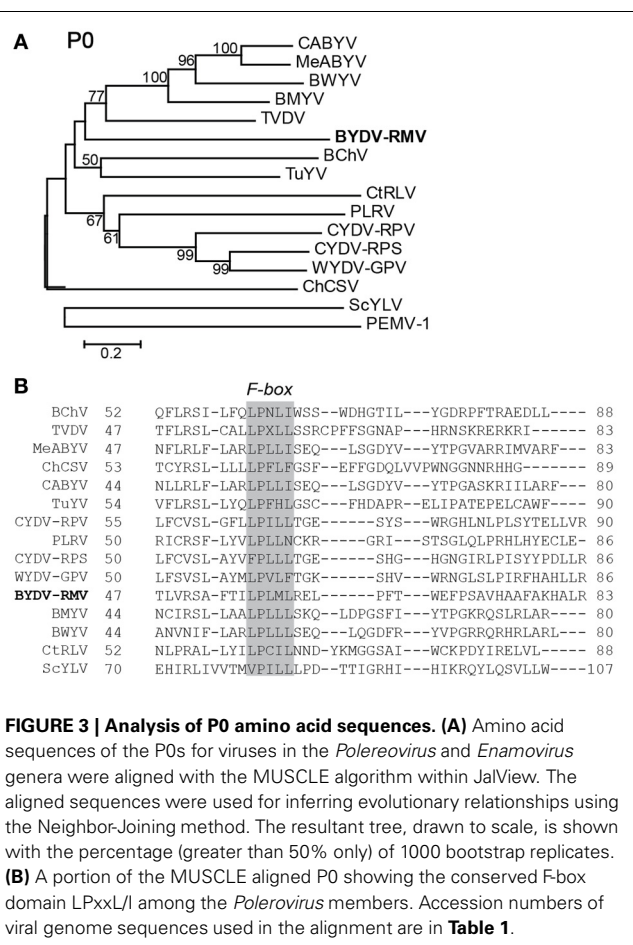 A P0
100 CABYV
96 MeABYV
100 BWYV
77 BMYV
TVDV
BYDV-RMV
50 BChV
TuYV
CtRLV
67 PLRV
61 CYDV-RPV
99 CYDV-RPS
99 WYDV-GPV
ChCSV
ScYLV
PEMV-1
0.2
B
F-box
BChV 52 QFLRSI-LFQLPNLIWSS--WDHGTIL---YGDRPFTRAEDLL---- 88
TVDV 47 TFLRSL-CALLPXLLSSRCPFFSGNAP---HRNSKRERKRI------ 83
MeABYV 47 NFLRLF-LARLPLLISEQ---LSGDYV---YTPGVARRIMVARF--- 83
ChCSV 53 TCYRSL-LLLLPFLFGSF--EFFGDQLVVPWNGGNNRHHG------- 89
CABYV 44 NLLRLF-LARLPLLISEQ---LSGDYV---YTPGASKRIILARF--- 80
TuYV 54 VFLRSL-LYQLPFHLGSC---FHDAPR--ELIPATEPELCAWF---- 90
CYDV-RPV 55 LFCVSL-GFLLPILLTGE------SYS---WRGHLNLPLSYTELLVR 90
PLRV 50 RICRSF-LYVLPLLNCKR-----GRI---STSGLQLPRHLHYECLE- 86
CYDV-RPS 50 LFCVSL-AYVFPLLLTGE------SHG---HGNGIRLPISYYPDLLR 86
WYDV-GPV 50 LFSVSL-AYMLPVLFTGK------SHV---WRNGLSLPIRFHAHLLR 86
BYDV-RMV 47 TLVRSA-FTILPLMLREL------PFT---WEFPSAVHAAFAKHALR 83
BMYV 44 NCIRSL-LAALPLLLSKQ--LDPGSFI---YTPGKRQSLRLAR---- 80
BWYV 44 ANVNIF-LARLPLLLSEQ---LQGDFR---YVPGRRQRHRLARL--- 80
CtRLV 52 NLPRAL-LYILPCILNND-YKMGGSAI---WCKPDYIRELVL----- 88
ScYLV 70 EHIRLIVVTMVPILLLPD--TTIGRHI---HIKRQYLQSVLLW----107
FIGURE 3 | Analysis of P0 amino acid sequences. (A) Amino acid
sequences of the P0s for viruses in the Polereovirus and Enamovirus
genera were aligned with the MUSCLE algorithm within JalView. The
aligned sequences were used for inferring evolutionary relationships using
the Neighbor-Joining method. The resultant tree, drawn to scale, is shown
with the percentage (greater than 50% only) of 1000 bootstrap replicates.
(B) A portion of the MUSCLE aligned P0 showing the conserved F-box
domain LPxxL/I among the Polerovirus members. Accession numbers of
viral genome sequences used in the alignment are in Table 1.